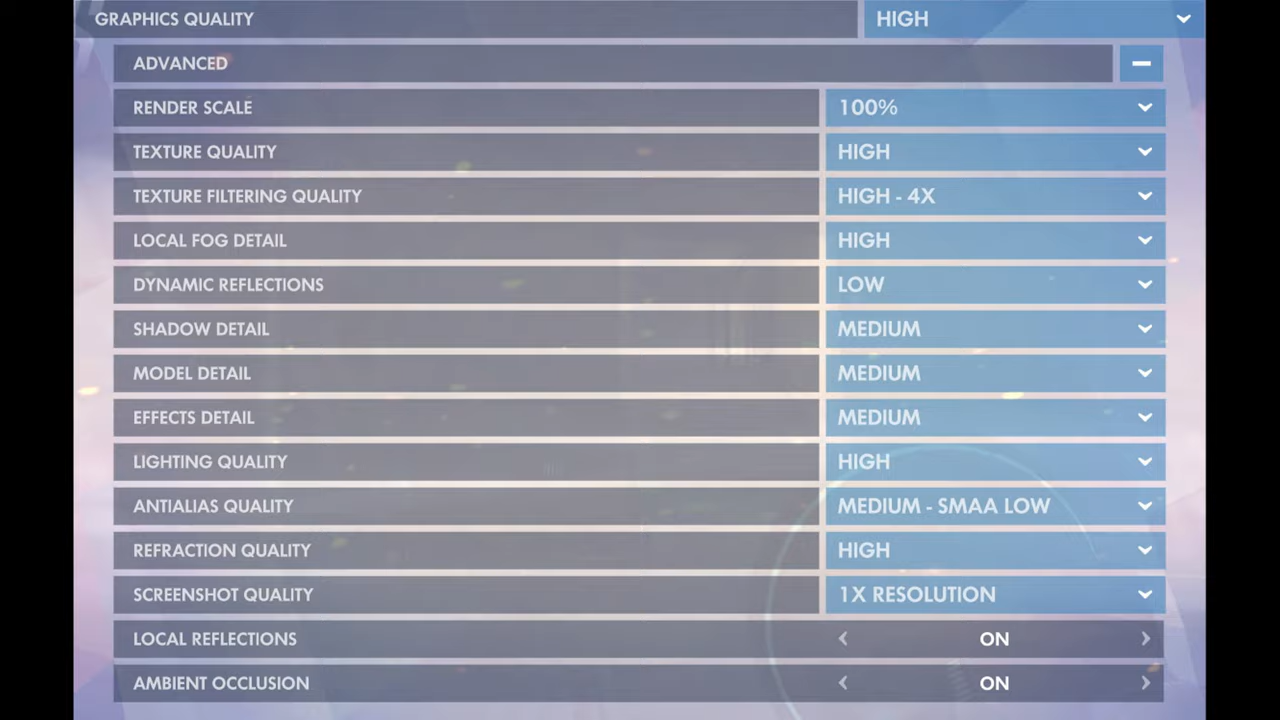 GRAPHICS QUALITY HIGH
ADVANCED
RENDER SCALE 100%
TEXTURE QUALITY HIGH
TEXTURE FILTERING QUALITY HIGH - 4X
LOCAL FOG DETAIL HIGH
DYNAMIC REFLECTIONS LOW
SHADOW DETAIL MEDIUM
MODEL DETAIL MEDIUM
EFFECTS DETAIL MEDIUM
LIGHTING QUALITY HIGH
ANTIALIAS QUALITY MEDIUM - SMAA LOW
REFRACTION QUALITY HIGH
SCREENSHOT QUALITY 1X RESOLUTION
LOCAL REFLECTIONS ON
AMBIENT OCCLUSION ON